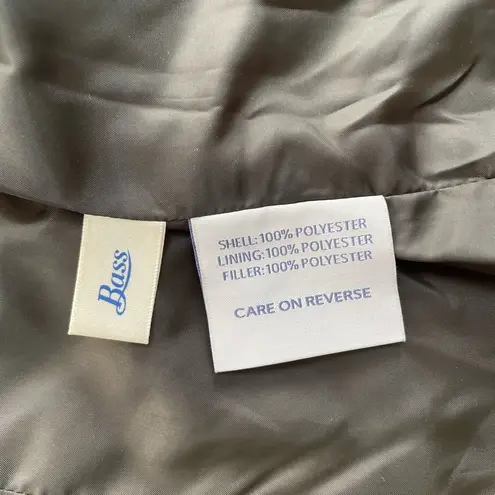 Bass
SHELL:100% POLYESTER
LINING:100% POLYESTER
FILLER:100% POLYESTER
CARE ON REVERSE